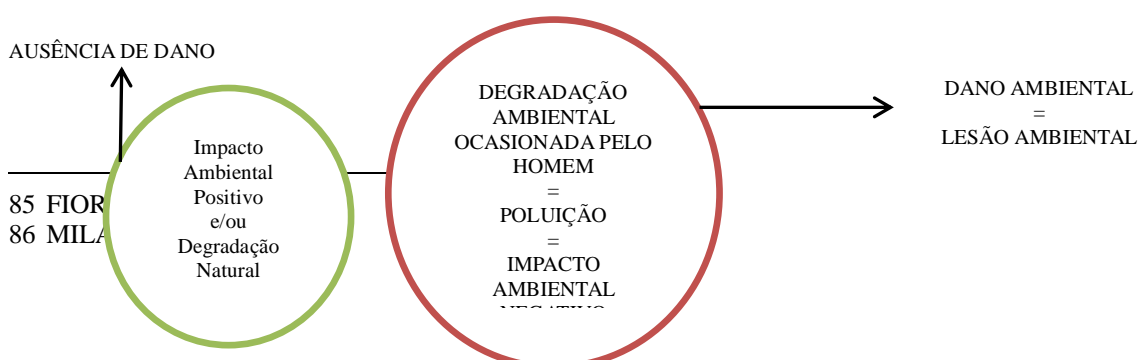 AUSÊNCIA DE DANO
Impacto
Ambiental
Positivo
e/ou
Degradação
Natural
DEGRADAÇÃO
AMBIENTAL
OCASIONADA PELO
HOMEM
=
POLUIÇÃO
=
IMPACTO
AMBIENTAL
DANO AMBIENTAL
=
LESÃO AMBIENTAL
85 FIOR
86 MILA